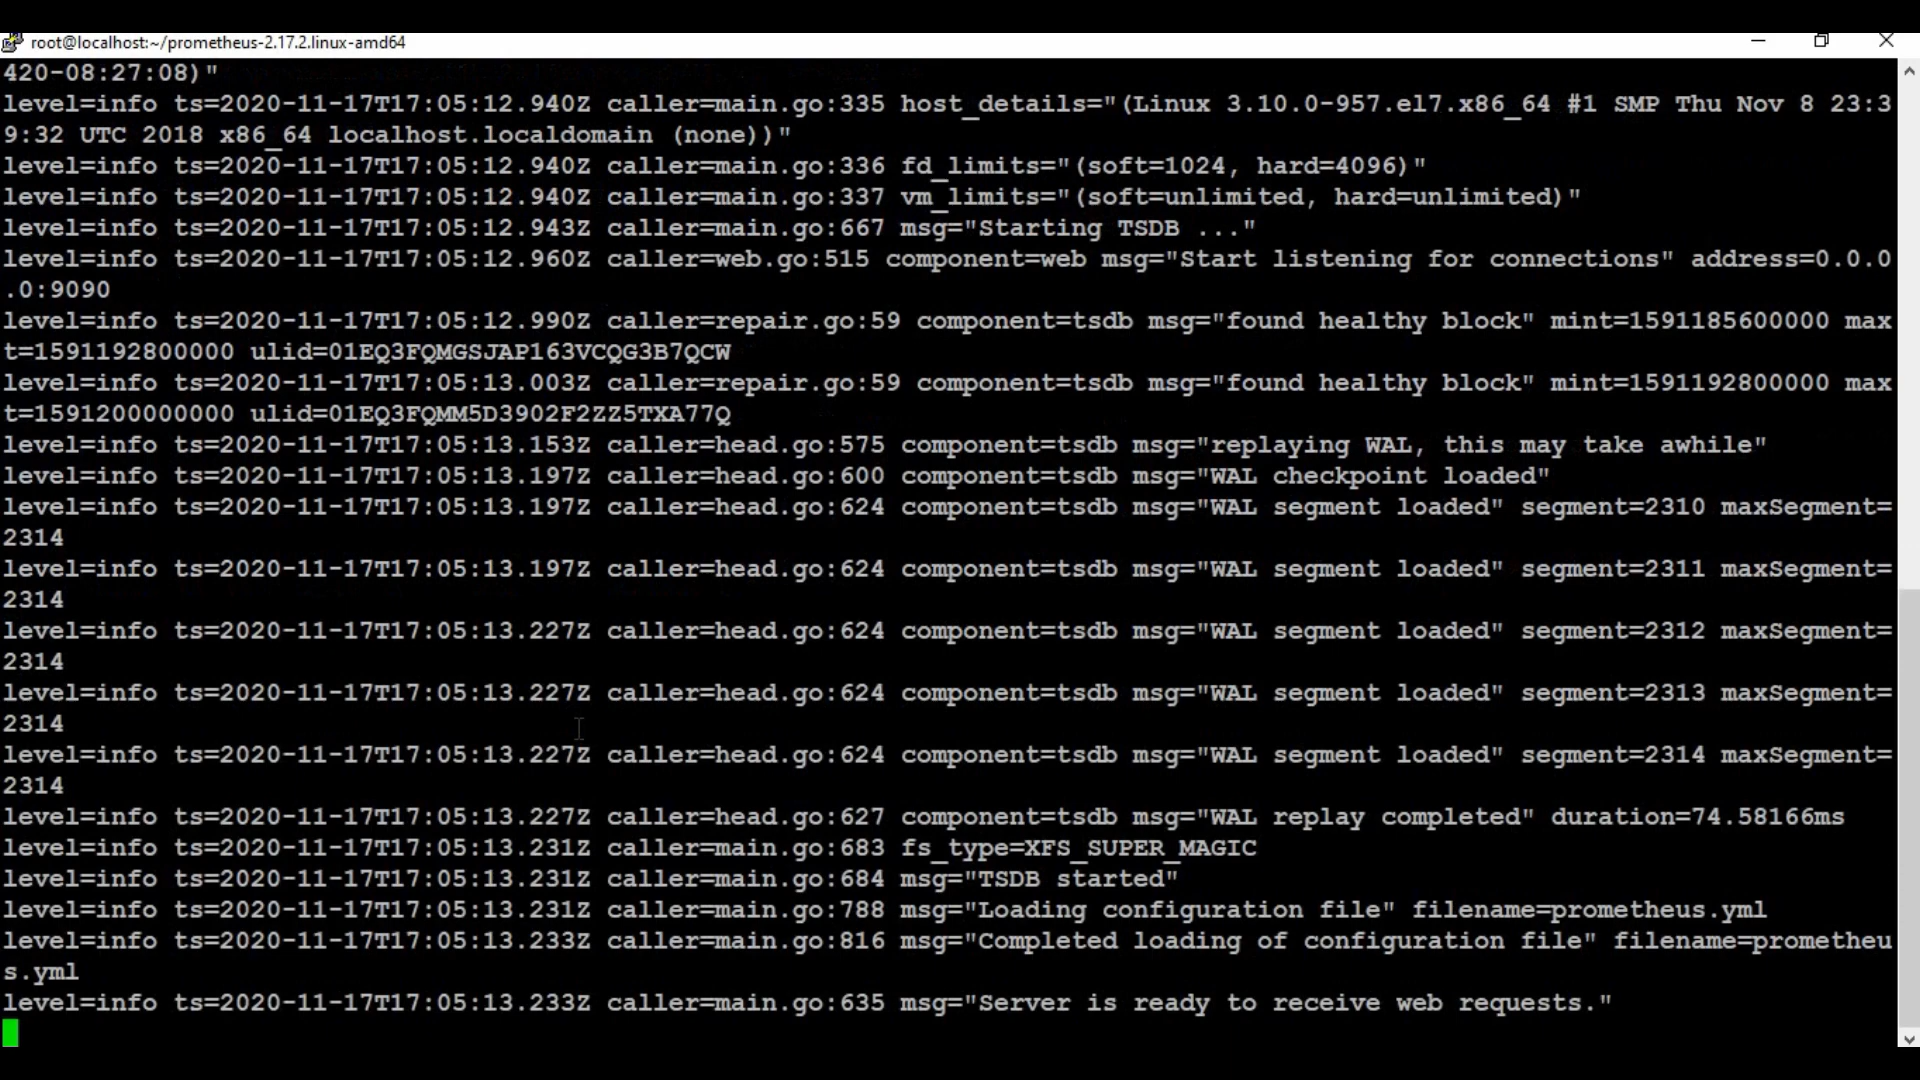 root@localhost:~/prometheus-2.17.2.linux-amd64
420-08:27:08)"
level=info ts=2020-11-17T17:05:12.940Z caller=main.go:335 host_details="(Linux 3.10.0-957.el7.x86_64 #1 SMP Thu Nov 8 23:3
9:32 UTC 2018 x86_64 localhost.localdomain (none))"
level=info ts=2020-11-17T17:05:12.940Z caller=main.go:336 fd_limits="(soft=1024, hard=4096)"
level=info ts=2020-11-17T17:05:12.940Z caller=main.go:337 vm_limits="(soft=unlimited, hard=unlimited)"
level=info ts=2020-11-17T17:05:12.943Z caller=main.go:667 msg="Starting TSDB ..."
level=info ts=2020-11-17T17:05:12.960Z caller=web.go:515 component=web msg="Start listening for connections" address=0.0.0
.0:9090
level=info ts=2020-11-17T17:05:12.990Z caller=repair.go:59 component=tsdb msg="found healthy block" mint=1591185600000 max
t=1591192800000 ulid=01EQ3FQMGSJAP163VCQG3B7QCW
level=info ts=2020-11-17T17:05:13.003Z caller=repair.go:59 component=tsdb msg="found healthy block" mint=1591192800000 max
t=1591200000000 ulid=01EQ3FQMM5D3902F2ZZ5TXA77Q
level=info ts=2020-11-17T17:05:13.153Z caller=head.go:575 component=tsdb msg="replaying WAL, this may take awhile"
level=info ts=2020-11-17T17:05:13.197Z caller=head.go:600 component=tsdb msg="WAL checkpoint loaded"
level=info ts=2020-11-17T17:05:13.197Z caller=head.go:624 component=tsdb msg="WAL segment loaded" segment=2310 maxSegment=
2314
level=info ts=2020-11-17T17:05:13.197Z caller=head.go:624 component=tsdb msg="WAL segment loaded" segment=2311 maxSegment=
2314
level=info ts=2020-11-17T17:05:13.227Z caller=head.go:624 component=tsdb msg="WAL segment loaded" segment=2312 maxSegment=
2314
level=info ts=2020-11-17T17:05:13.227Z caller=head.go:624 component=tsdb msg="WAL segment loaded" segment=2313 maxSegment=
2314
level=info ts=2020-11-17T17:05:13.227Z caller=head.go:624 component=tsdb msg="WAL segment loaded" segment=2314 maxSegment=
2314
level=info ts=2020-11-17T17:05:13.227Z caller=head.go:627 component=tsdb msg="WAL replay completed" duration=74.58166ms
level=info ts=2020-11-17T17:05:13.231Z caller=main.go:683 fs_type=XFS_SUPER_MAGIC
level=info ts=2020-11-17T17:05:13.231Z caller=main.go:684 msg="TSDB started"
level=info ts=2020-11-17T17:05:13.231Z caller=main.go:788 msg="Loading configuration file" filename=prometheus.yml
level=info ts=2020-11-17T17:05:13.233Z caller=main.go:816 msg="Completed loading of configuration file" filename=prometheu
s.yml
level=info ts=2020-11-17T17:05:13.233Z caller=main.go:635 msg="Server is ready to receive web requests."